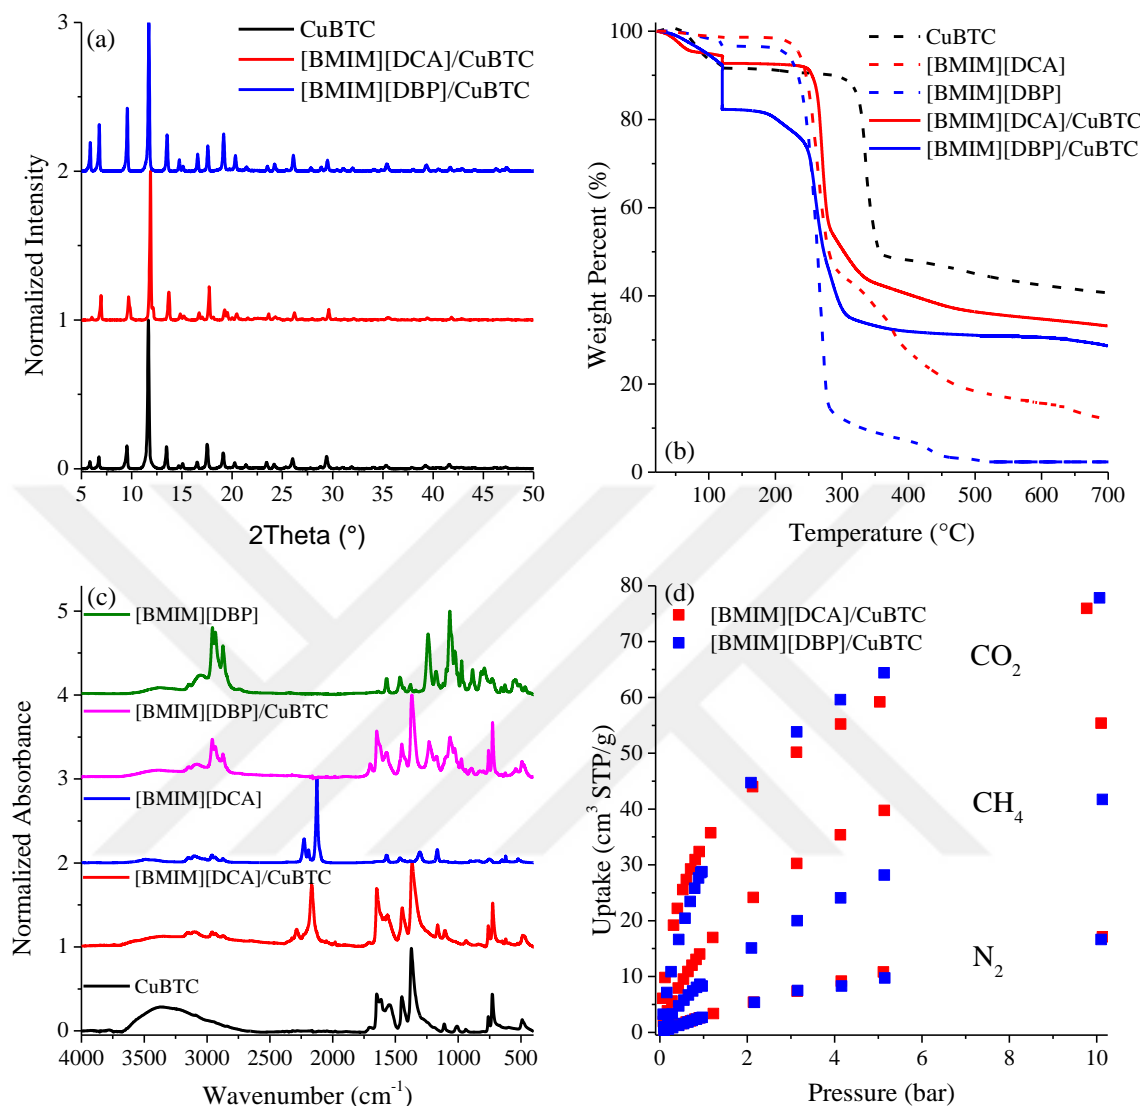 (a)
CuBTC
[BMIM][DCA]/CuBTC
[BMIM][DBP]/CuBTC
3
2
1
0
Normalized Intensity
5 10 15 20 25 30 35 40 45 50
2Theta (°)
CuBTC
[BMIM][DCA]
[BMIM][DBP]
[BMIM][DCA]/CuBTC
[BMIM][DBP]/CuBTC
100
80
60
40
20
0
Weight Percent (%)
(b)
100 200 300 400 500 600 700
Temperature (°C)
(c)
[BMIM][DBP]
[BMIM][DBP]/CuBTC
[BMIM][DCA]
[BMIM][DCA]/CuBTC
CuBTC
5
4
3
2
1
0
Normalized Absorbance
4000 3500 3000 2500 2000 1500 1000 500
Wavenumber (cm⁻¹)
(d)
[BMIM][DCA]/CuBTC
[BMIM][DBP]/CuBTC
CO₂
CH₄
N₂
80
70
60
50
40
30
20
10
0
Uptake (cm³ STP/g)
0 2 4 6 8 10
Pressure (bar)